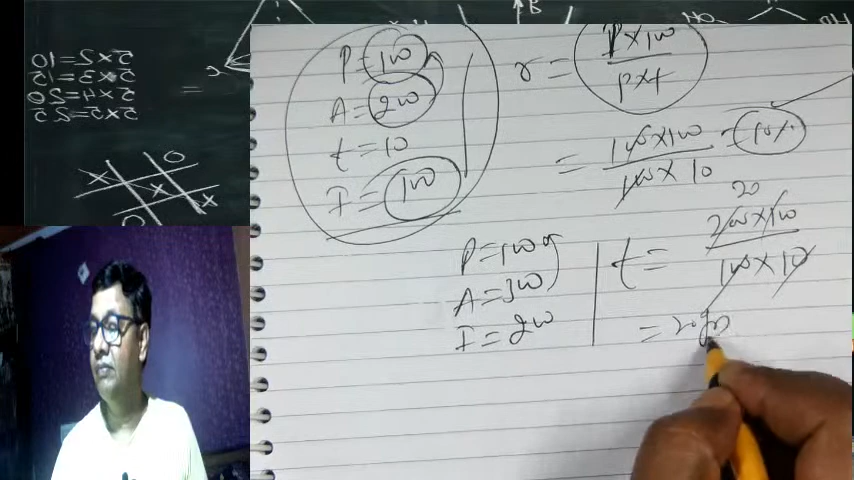 5×2=10
5×3=15
5×4=20
5×5=25
=
B
P=100
A=200
t=10
I=100
r = P×100
P×t
= 100×100
100×10
=10%
P=100
A=300
I=200
t = 200×100
100×10
20
= 20